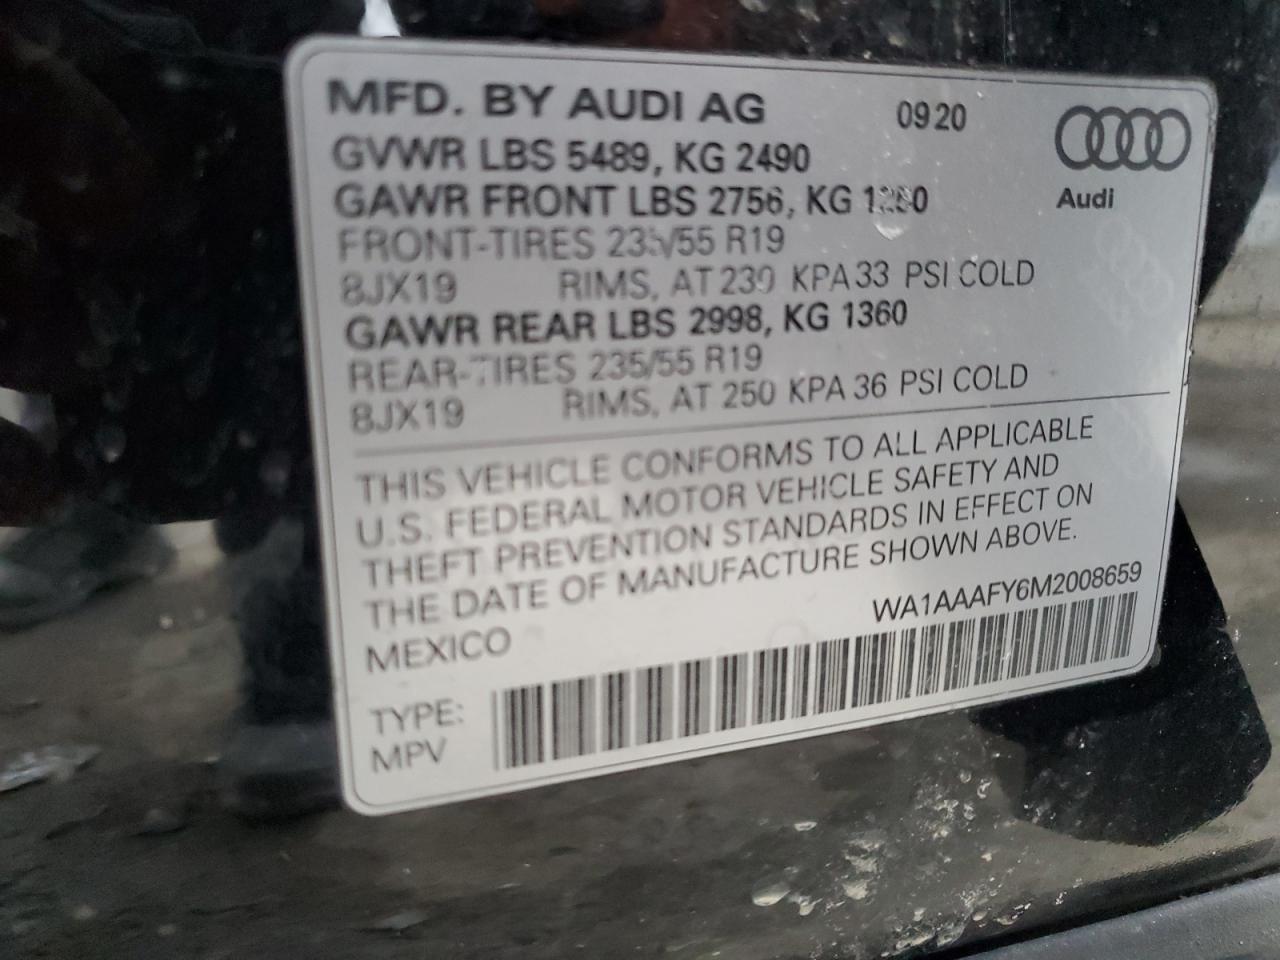 MFD. BY AUDI AG 09 20
GVWR LBS 5489, KG 2490
GAWR FRONT LBS 2756, KG
Audi
FRONT-TIRES 235/55 R19
8JX19 RIMS, AT 230 KPA 33 PSI COLD
GAWR REAR LBS 2998, KG 1360
REAR-TIRES 235/55 R19
8JX19 RIMS, AT 250 KPA 36 PSI COLD
THIS VEHICLE CONFORMS TO ALL APPLICABLE
U.S. FEDERAL MOTOR VEHICLE SAFETY AND
THEFT PREVENTION STANDARDS IN EFFECT ON
THE DATE OF MANUFACTURE SHOWN ABOVE.
MEXICO WA1AAAFY6M2008659
TYPE:
MPV